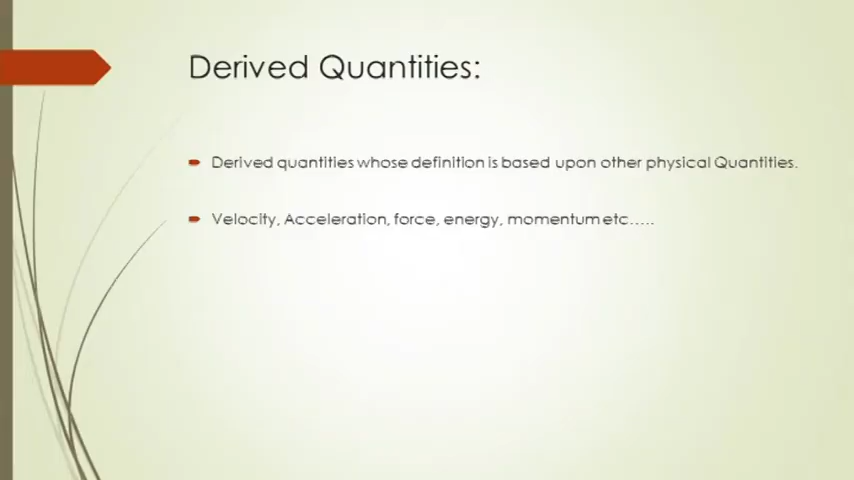 Derived Quantities:
Derived quantities whose definition is based upon other physical Quantities.
Velocity, Acceleration, force, energy, momentum etc.....